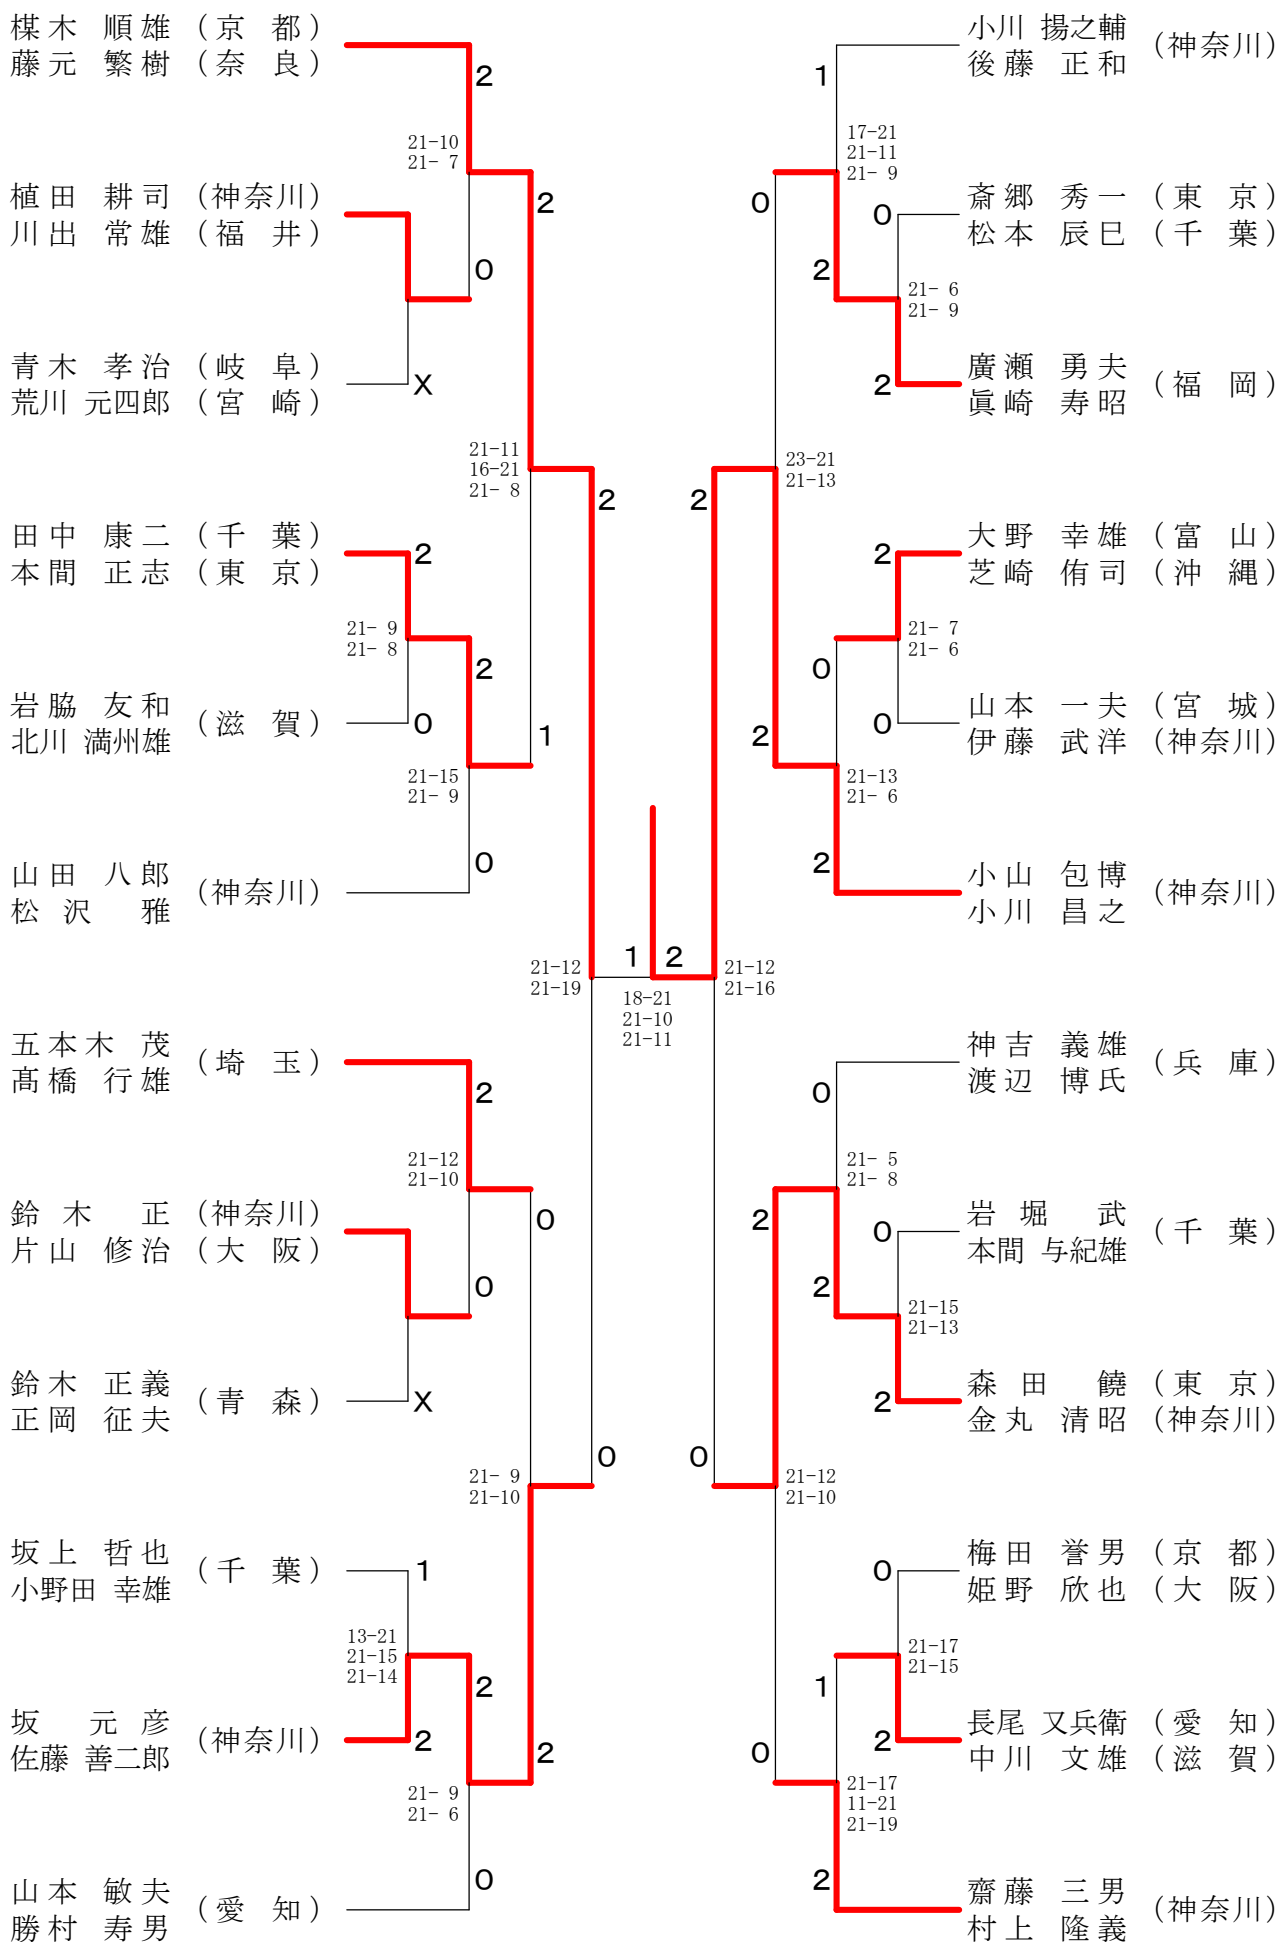 楳木 順雄 (京 都)
藤元 繁樹 (奈 良)
2
21-10
21- 7
植田 耕司 (神奈川)
川出 常雄 (福 井)
2
0
青木 孝治 (岐 阜)
荒川 元四郎 (宮 崎)
X
21-11
16-21
21- 8
2
田中 康二 (千 葉)
本間 正志 (東 京)
2
21- 9
21- 8
2
岩脇 友和
北川 満州雄
(滋 賀)
0
1
21-15
21- 9
山田 八郎
松沢 雅
(神奈川)
0
21-12
21-19
1
2
18-21
21-10
21-11
五本木 茂
髙橋 行雄
(埼 玉)
2
21-12
21-10
鈴木 正 (神奈川)
片山 修治 (大 阪)
0
0
鈴木 正義
正岡 征夫
(青 森)
X
21- 9
21-10
0
坂上 哲也
小野田 幸雄
(千 葉)
1
13-21
21-15
21-14
2
坂 元彦
佐藤 善二郎
(神奈川)
2
2
21- 9
21- 6
山本 敏夫
勝村 寿男
(愛 知)
0
小川 揚之輔
後藤 正和
(神奈川)
1
17-21
21-11
21- 9
0
斎郷 秀一 (東 京)
松本 辰巳 (千 葉)
0
2
21- 6
21- 9
廣瀬 勇夫
眞崎 寿昭
(福 岡)
2
23-21
21-13
2
大野 幸雄 (富 山)
芝崎 侑司 (沖 縄)
2
21- 7
21- 6
0
山本 一夫 (宮 城)
伊藤 武洋 (神奈川)
0
2
21-13
21- 6
小山 包博
小川 昌之
(神奈川)
2
21-12
21-16
神吉 義雄
渡辺 博氏
(兵 庫)
0
21- 5
21- 8
2
岩堀 武
本間 与紀雄
(千 葉)
0
2
21-15
21-13
森田 饒 (東 京)
金丸 清昭 (神奈川)
2
0
21-12
21-10
梅田 誉男 (京 都)
姫野 欣也 (大 阪)
0
21-17
21-15
1
長尾 又兵衛 (愛 知)
中川 文雄 (滋 賀)
2
0
21-17
11-21
21-19
齋藤 三男
村上 隆義
(神奈川)
2